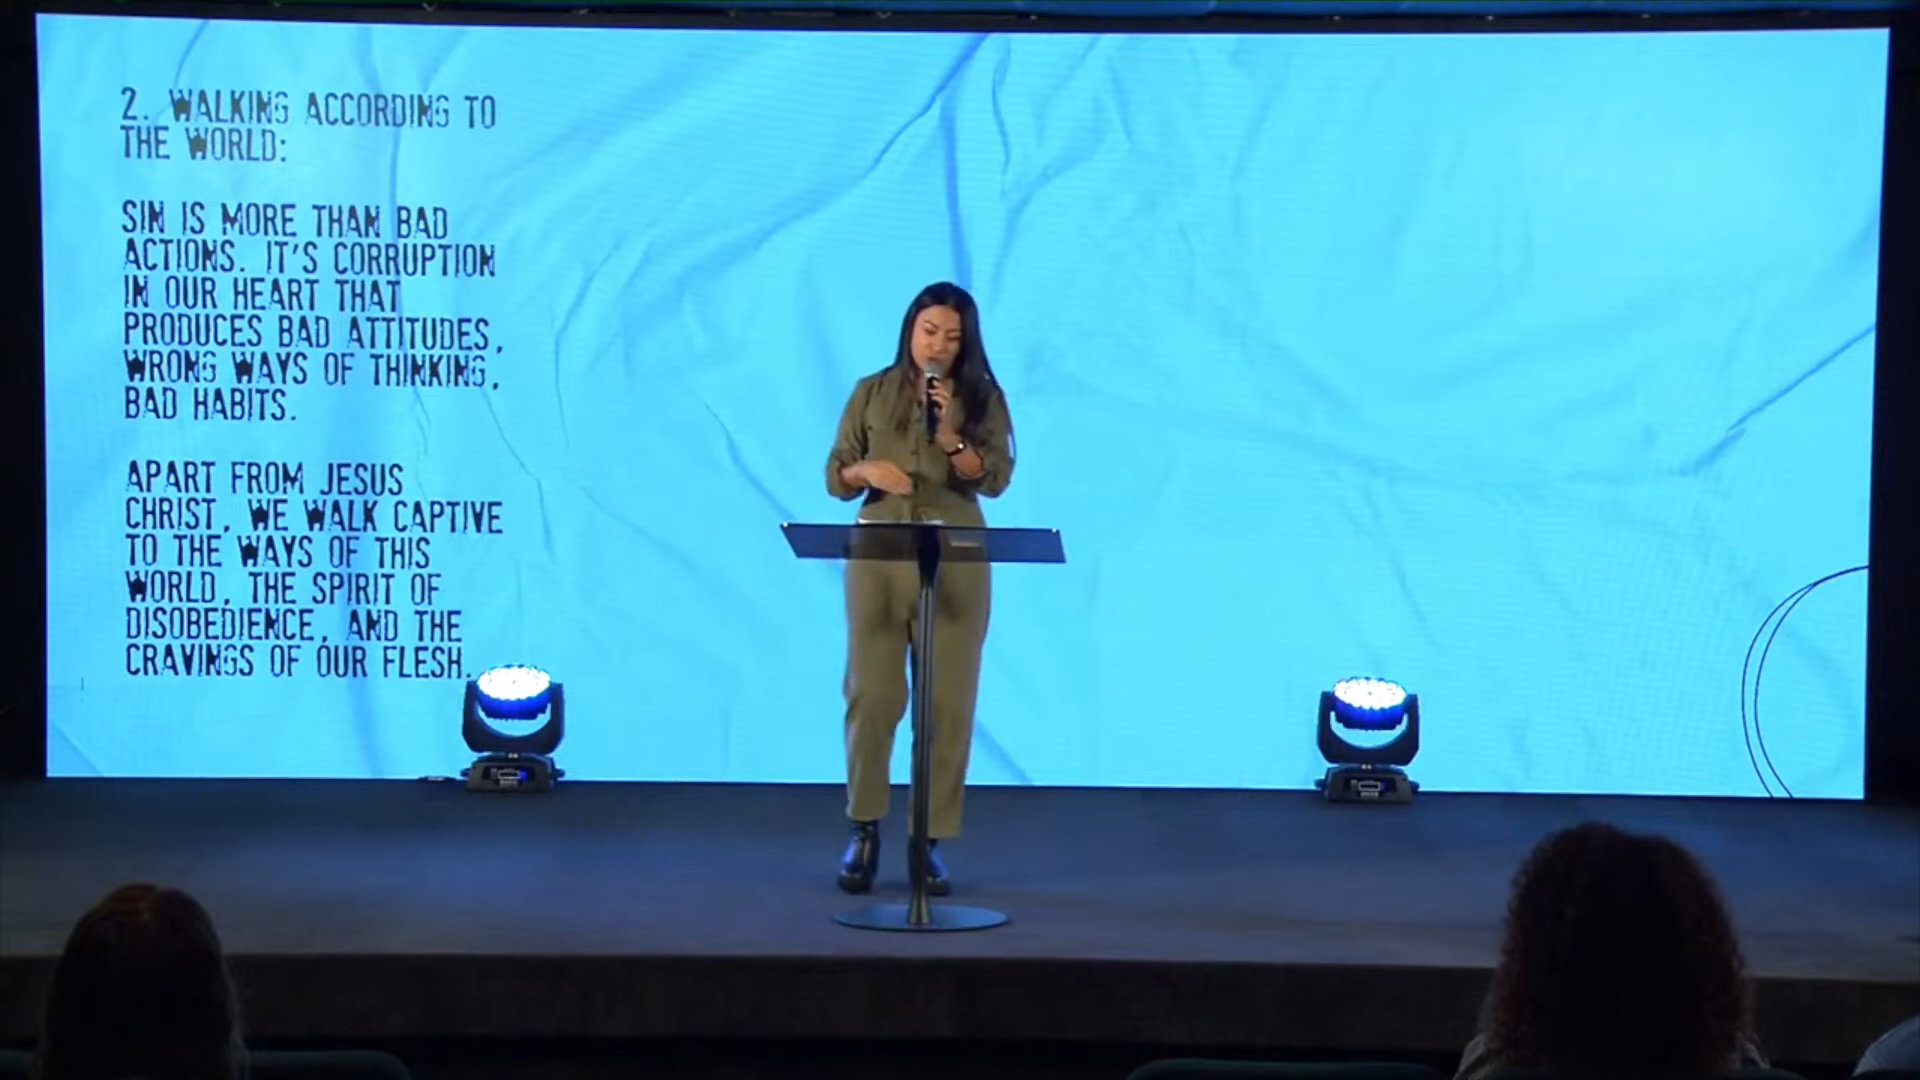 2. WALKING ACCORDING TO
THE WORLD:
SIN IS MORE THAN BAD
ACTIONS. IT'S CORRUPTION
IN OUR HEART THAT
PRODUCES BAD ATTITUDES,
WRONG WAYS OF THINKING,
BAD HABITS.
APART FROM JESUS
CHRIST, WE WALK CAPTIVE
TO THE WAYS OF THIS
WORLD, THE SPIRIT OF
DISOBEDIENCE, AND THE
CRAVINGS OF OUR FLESH.